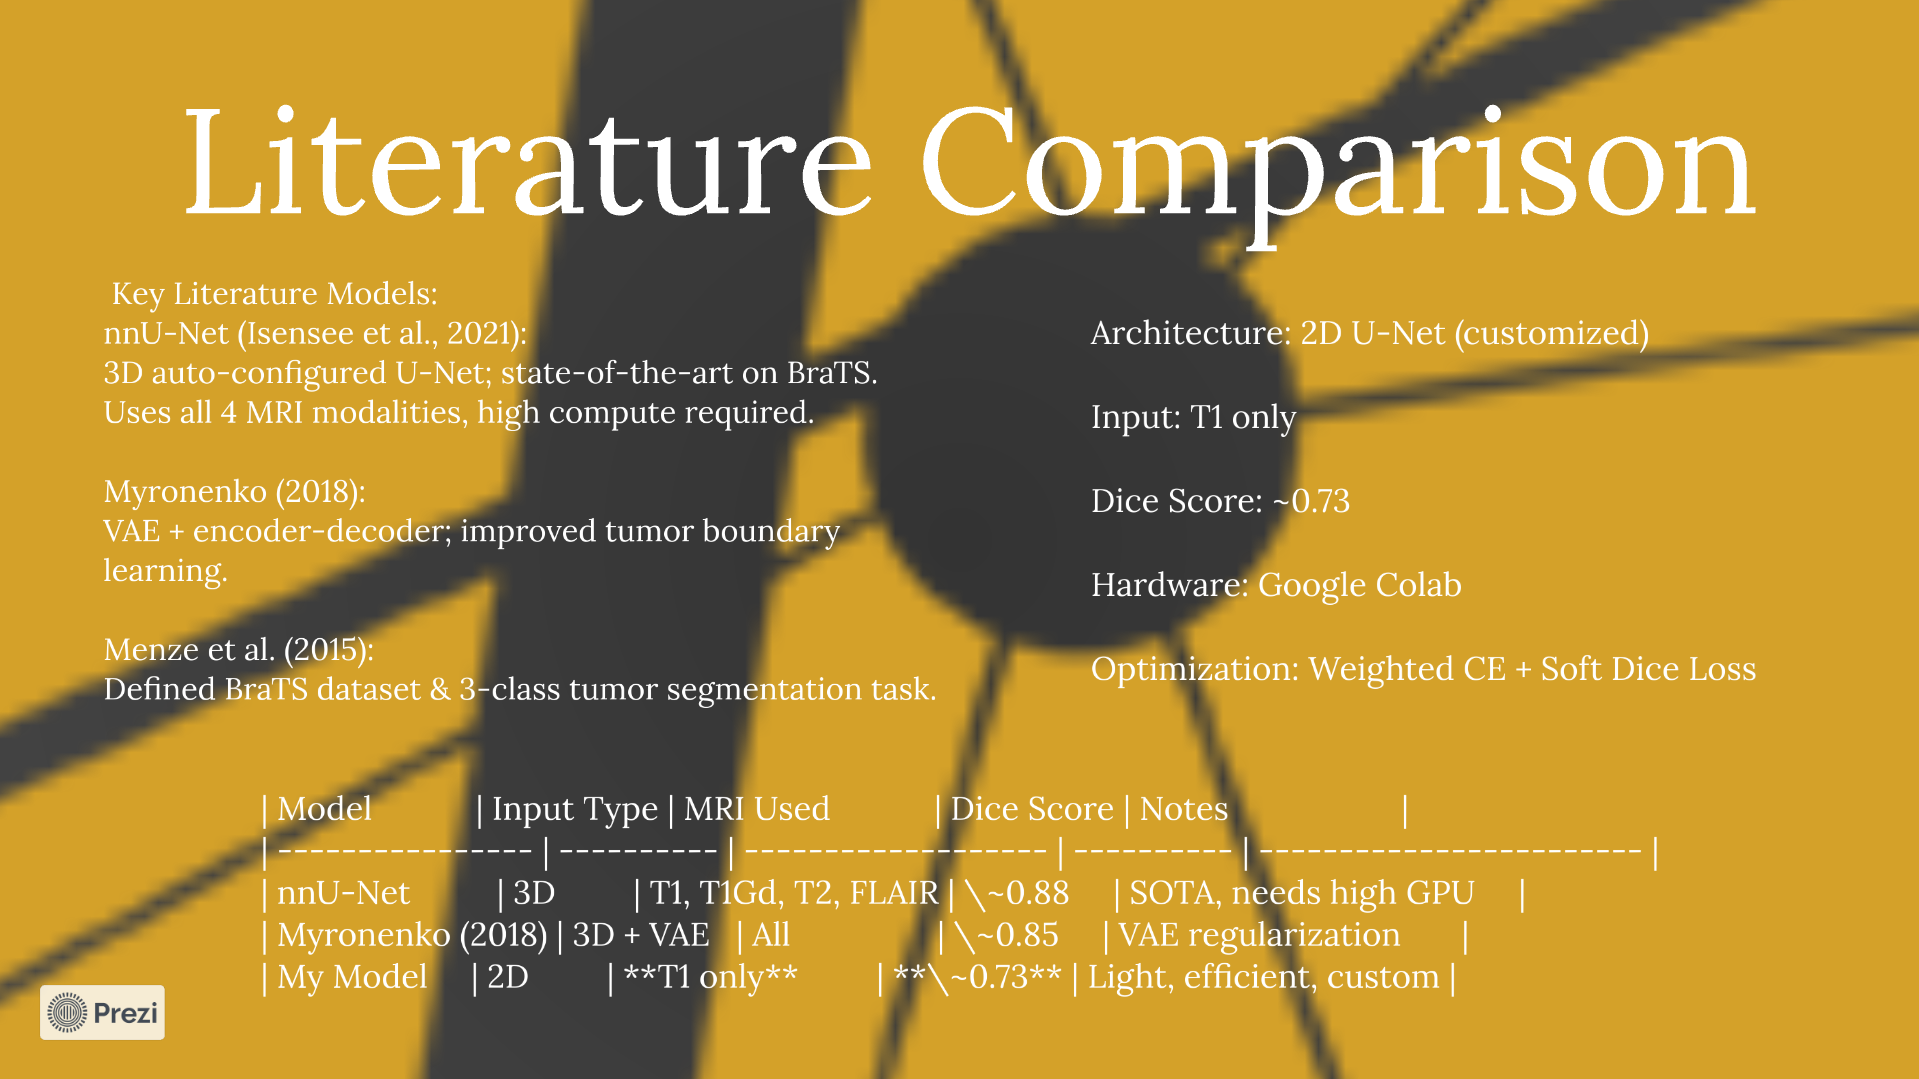 Literature Comparison
Key Literature Models:
nnU-Net (Isensee et al., 2021):
3D auto-configured U-Net; state-of-the-art on BraTS.
Uses all 4 MRI modalities, high compute required.
Myronenko (2018):
VAE + encoder-decoder; improved tumor boundary
learning.
Menze et al. (2015):
Defined BraTS dataset & 3-class tumor segmentation task.
Architecture: 2D U-Net (customized)
Input: T1 only
Dice Score: ~0.73
Hardware: Google Colab
Optimization: Weighted CE + Soft Dice Loss
| Model | Input Type | MRI Used | Dice Score | Notes |
| ---------------- | ---------- | ------------------- | ---------- | ------------------------ |
| nnU-Net | 3D | T1, T1Gd, T2, FLAIR | \~0.88 | SOTA, needs high GPU |
| Myronenko (2018) | 3D + VAE | All | \~0.85 | VAE regularization |
| My Model | 2D | **T1 only** | **\~0.73** | Light, efficient, custom |
Prezi